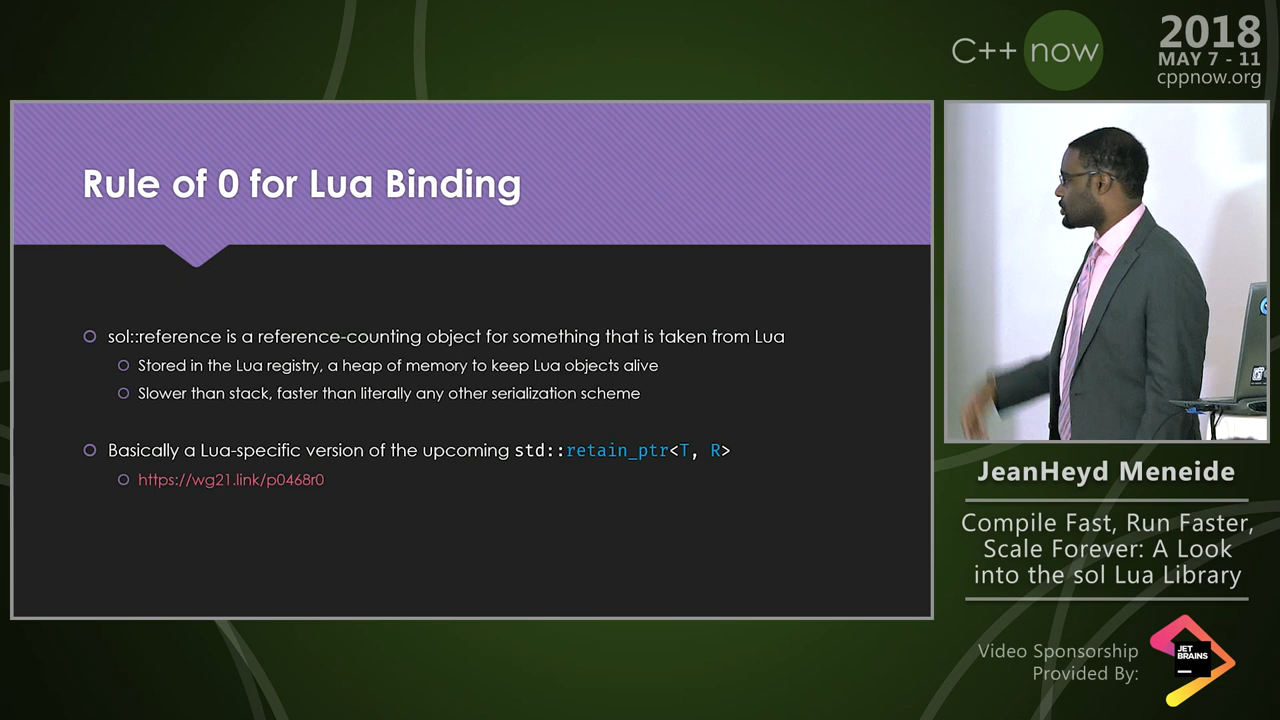 C++ now
2018
MAY 7 - 11
cppnow.org
Rule of 0 for Lua Binding
sol::reference is a reference-counting object for something that is taken from Lua
Stored in the Lua registry, a heap of memory to keep Lua objects alive
Slower than stack, faster than literally any other serialization scheme
Basically a Lua-specific version of the upcoming std::retain_ptr<T, R>
https://wg21.link/p0468r0
JeanHeyd Meneide
Compile Fast, Run Faster,
Scale Forever: A Look
into the sol Lua Library
Video Sponsorship
Provided By:
JET
BRAINS